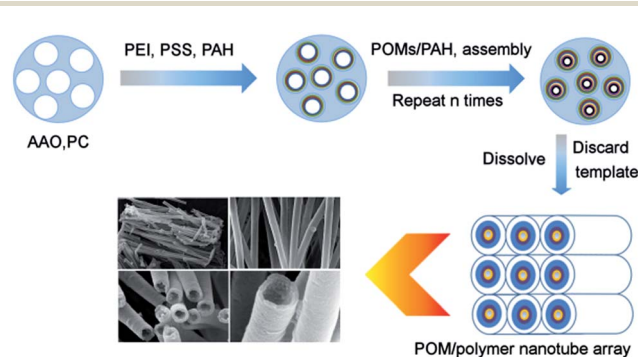 PEI, PSS, PAH
POMs/PAH, assembly
Repeat n times
AAO,PC
Dissolve
Discard
template
POM/polymer nanotube array